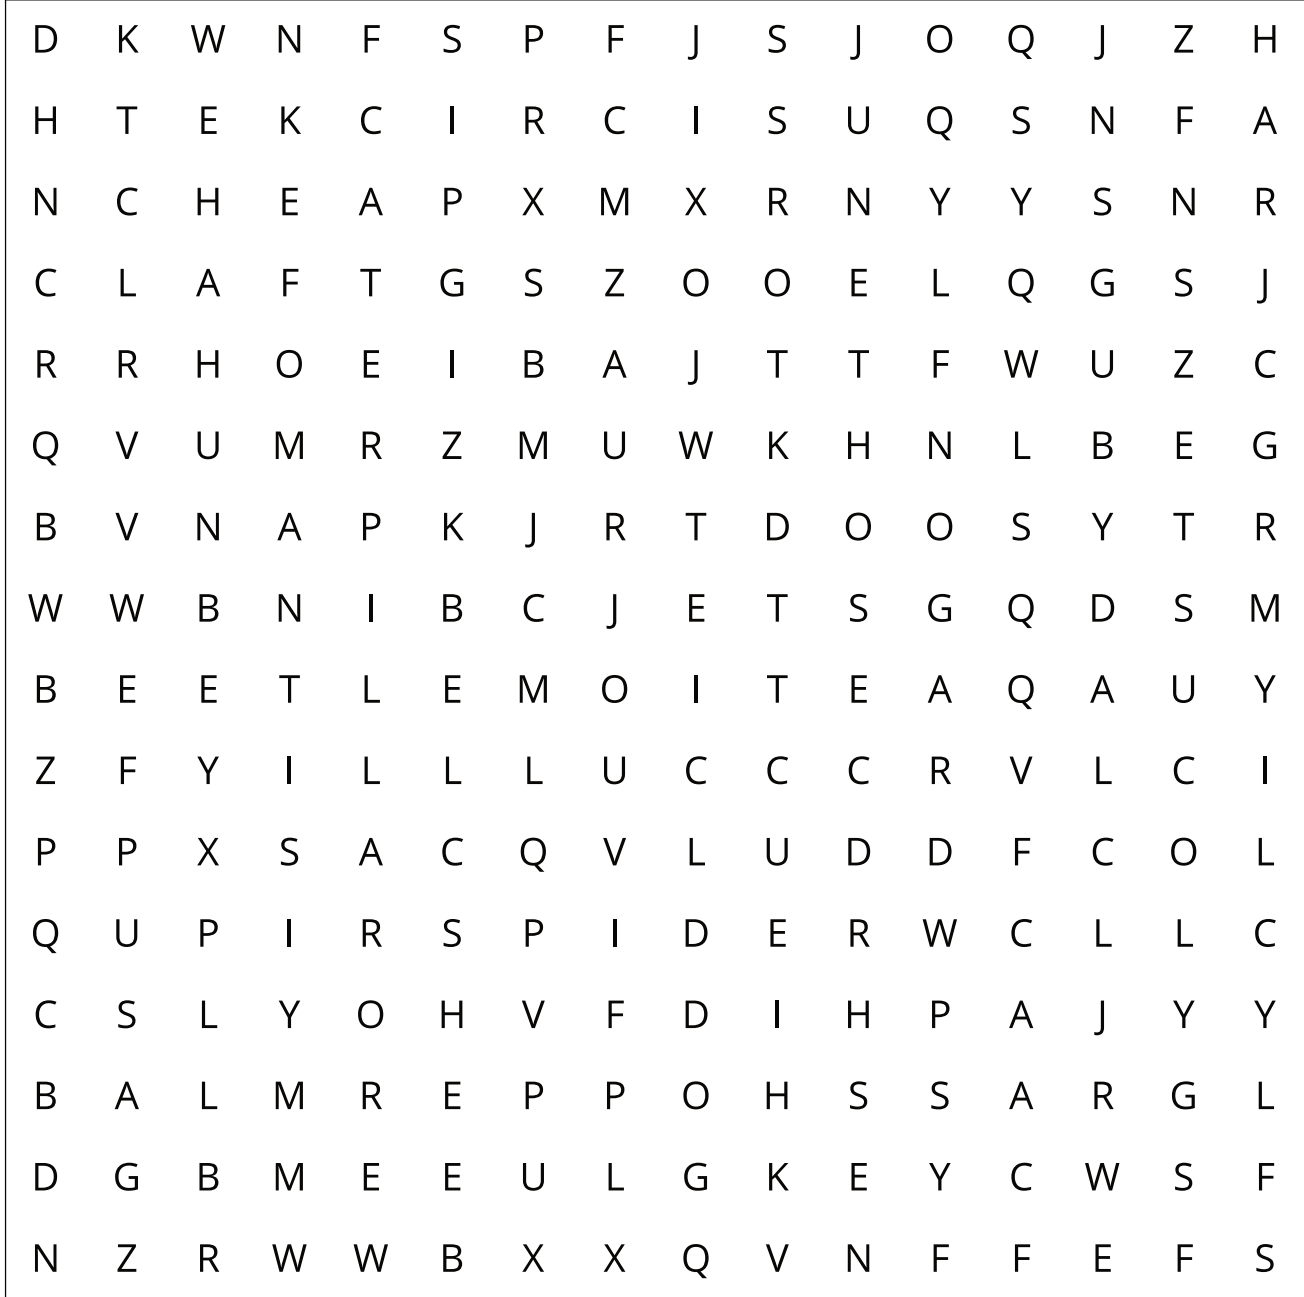 D K W N F S P F J S J O Q J Z H
H T E K C I R C I S U Q S N F A
N C H E A P X M X R N Y Y S N R
C L A F T G S Z O O E L Q G S J
R R H O E I B A J T T F W U Z C
Q V U M R Z M U W K H N L B E G
B V N A P K J R T D O O S Y T R
W W B N I B C J E T S G Q D S M
B E E T L E M O I T E A Q A U Y
Z F Y I L L L U C C C R V L C I
P P X S A C Q V L U D D F C O L
Q U P I R S P I D E R W C L L C
C S L Y O H V F D I H P A J Y Y
B A L M R E P P O H S S A R G L
D G B M E E U L G K E Y C W S F
N Z R W W B X X Q V N F F E F S